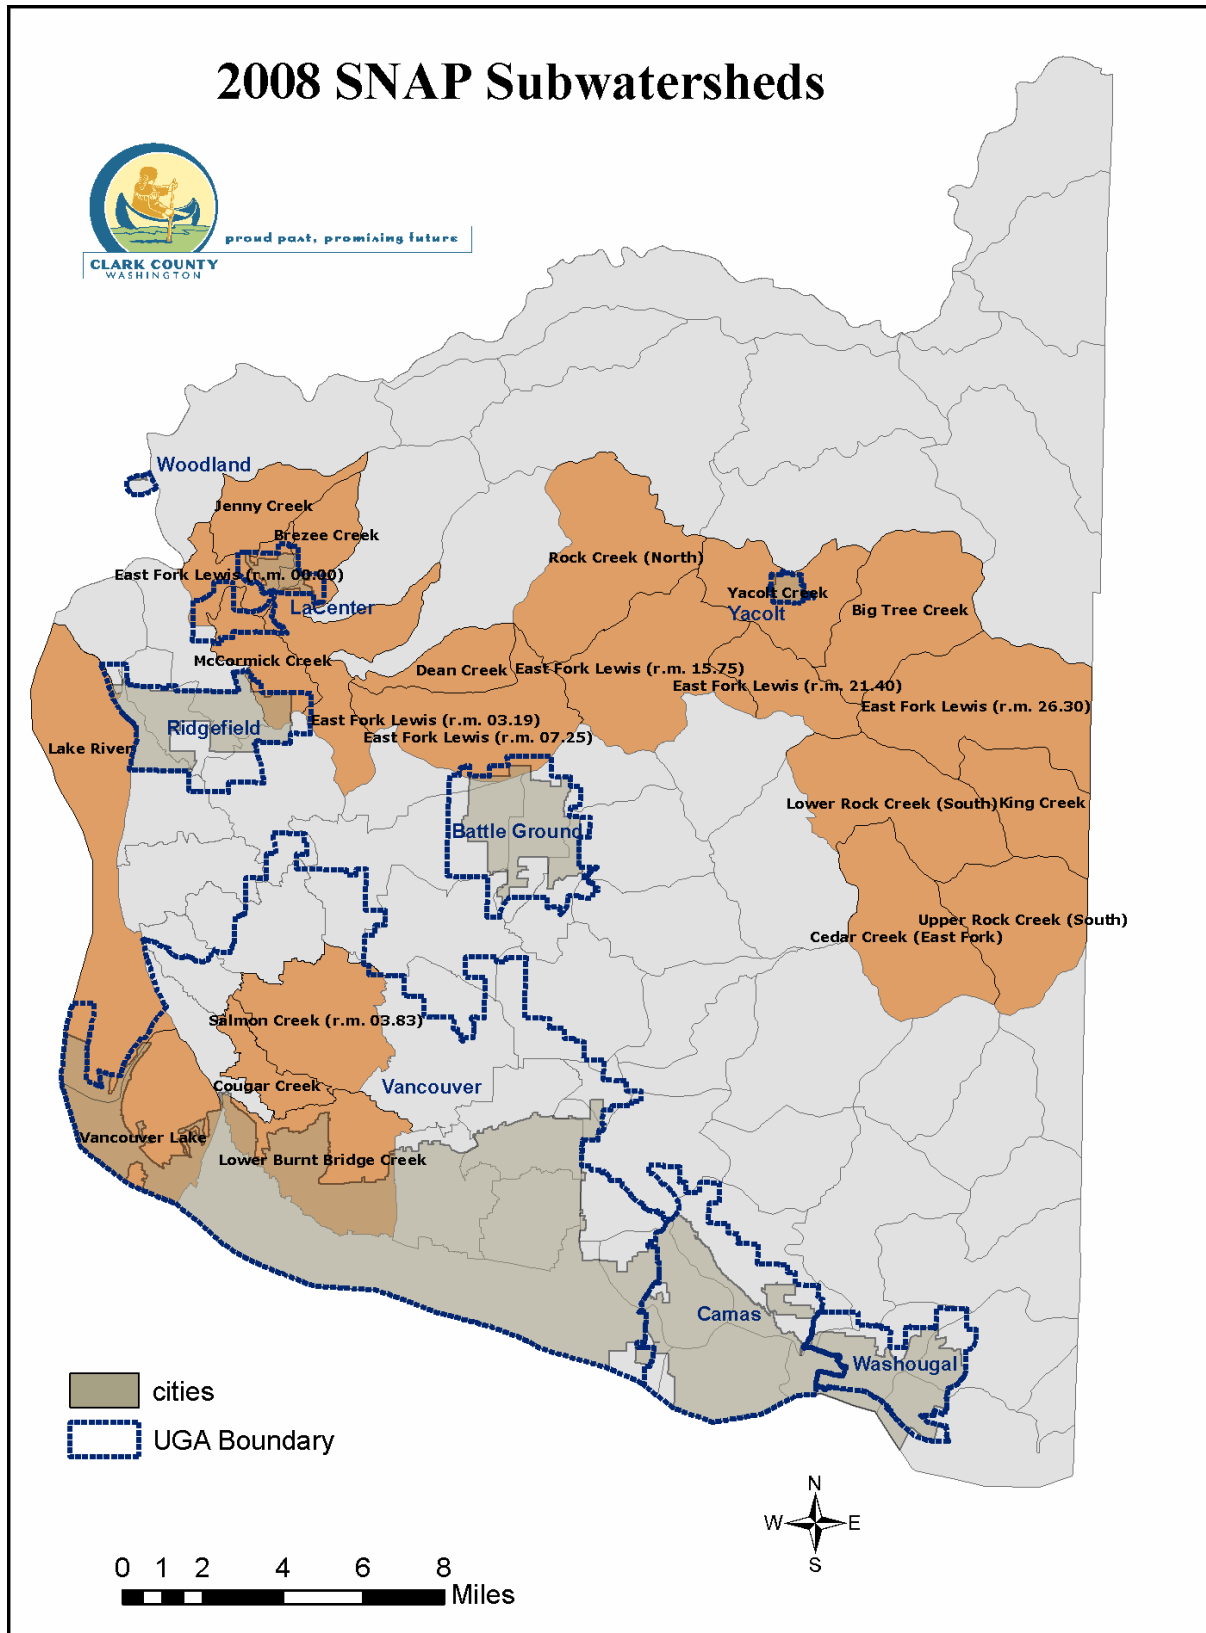 2008 SNAP Subwatersheds
proud past, promising future
CLARK COUNTY
WASHINGTON
Woodland
Jenny Creek
Brezee Creek
Rock Creek (North)
East Fork Lewis (r.m. 00.00)
Yacolt Creek
LaCenter
Yacolt
Big Tree Creek
McCormick Creek
Dean Creek
East Fork Lewis (r.m. 15.75)
East Fork Lewis (r.m. 21.40)
East Fork Lewis (r.m. 26.30)
East Fork Lewis (r.m. 03.19)
Ridgefield
East Fork Lewis (r.m. 07.25)
Lake River
Lower Rock Creek (South)
King Creek
Battle Ground
Upper Rock Creek (South)
Cedar Creek (East Fork)
Salmon Creek (r.m. 03.83)
Cougar Creek
Vancouver
Vancouver Lake
Lower Burnt Bridge Creek
Camas
Washougal
cities
UGA Boundary
N
W E
S
0 1 2 4 6 8
Miles